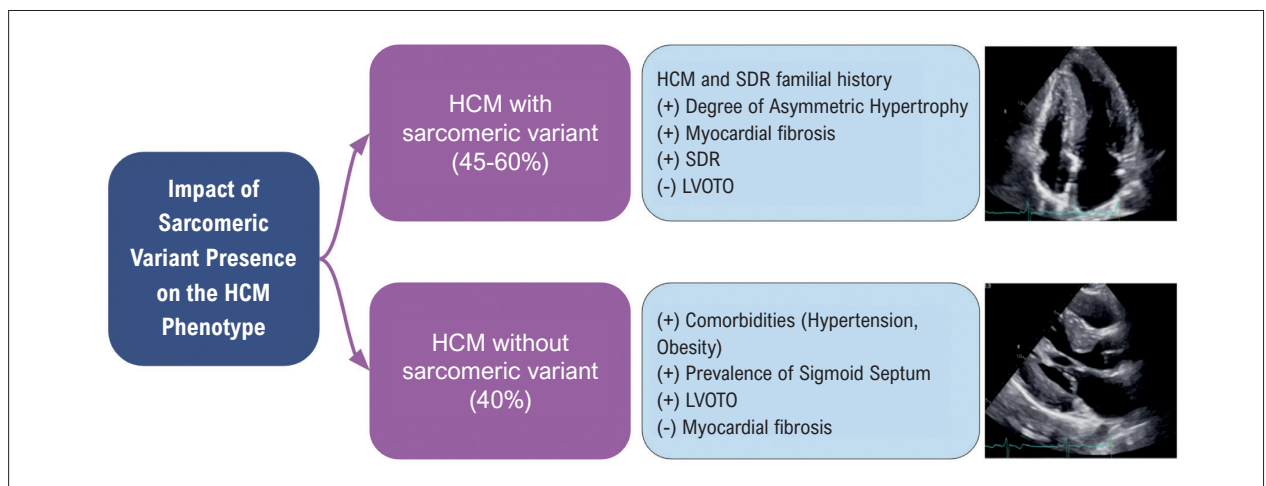 Impact of
Sarcomeric
Variant Presence
on the HCM
Phenotype
HCM with
sarcomeric variant
(45-60%)
HCM and SDR familial history
(+) Degree of Asymmetric Hypertrophy
(+) Myocardial fibrosis
(+) SDR
(-) LVOTO
HCM without
sarcomeric variant
(40%)
(+) Comorbidities (Hypertension,
Obesity)
(+) Prevalence of Sigmoid Septum
(+) LVOTO
(-) Myocardial fibrosis